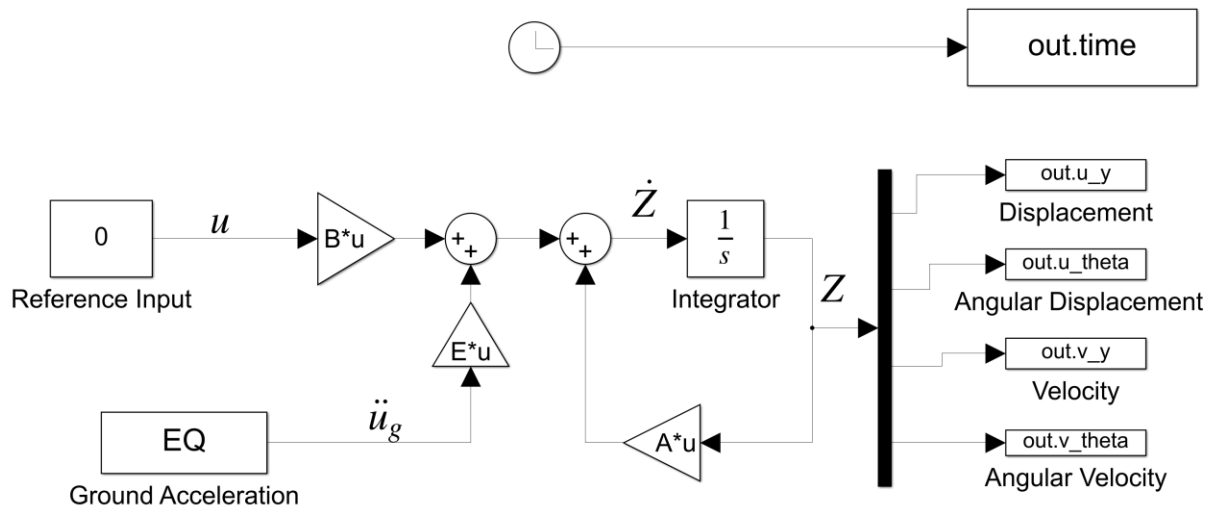 out.time
0
Reference Input
u
B*u
+
+
E*u
+
+
Ż
1
s
Integrator
Z
A*u
EQ
Ground Acceleration
ü_g
out.u_y
Displacement
out.u_theta
Angular Displacement
out.v_y
Velocity
out.v_theta
Angular Velocity